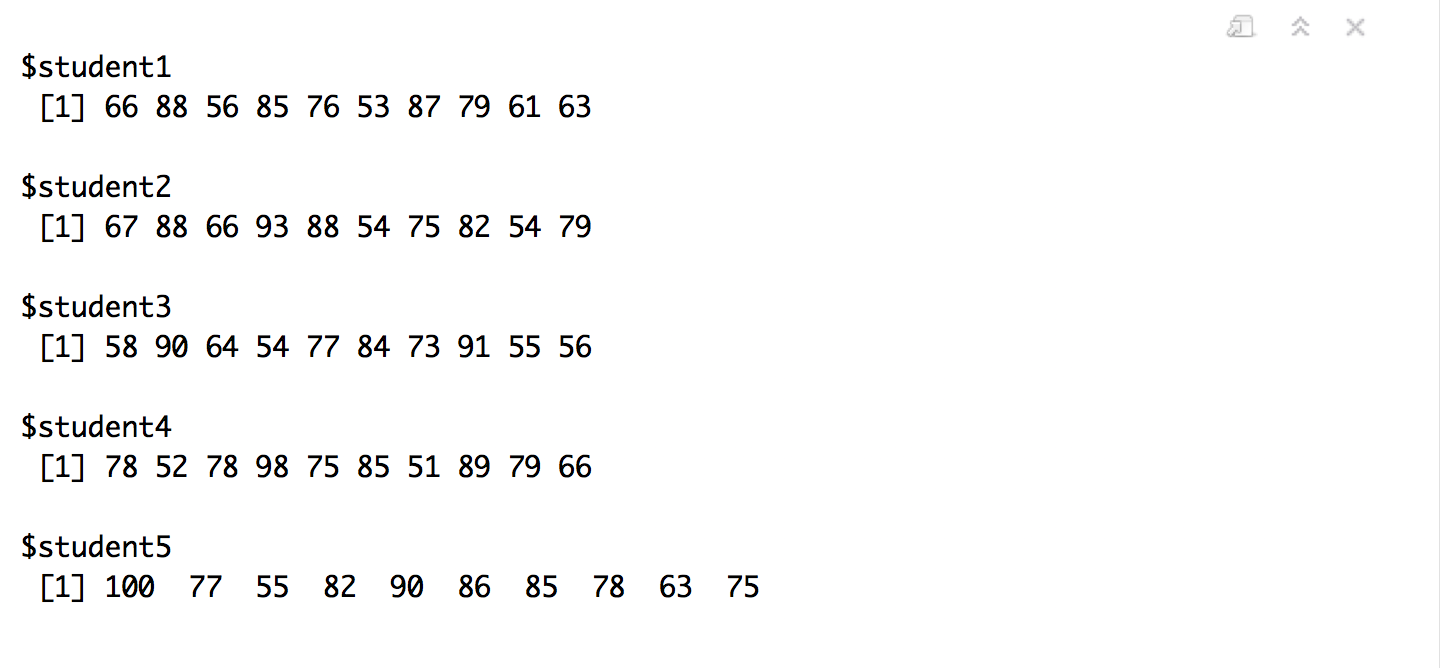 $student1
[1] 66 88 56 85 76 53 87 79 61 63
$student2
[1] 67 88 66 93 88 54 75 82 54 79
$student3
[1] 58 90 64 54 77 84 73 91 55 56
$student4
[1] 78 52 78 98 75 85 51 89 79 66
$student5
[1] 100 77 55 82 90 86 85 78 63 75